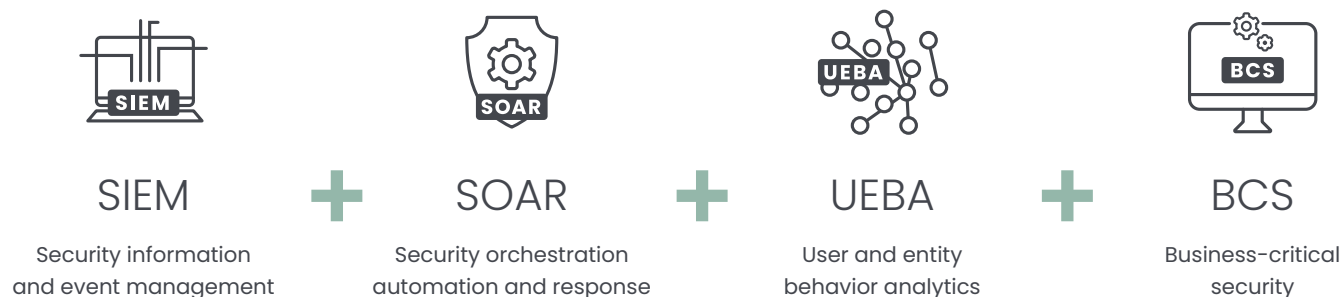 SIEM
SOAR
UEBA
BCS
SIEM + SOAR + UEBA + BCS
Security information
and event management
Security orchestration
automation and response
User and entity
behavior analytics
Business-critical
security